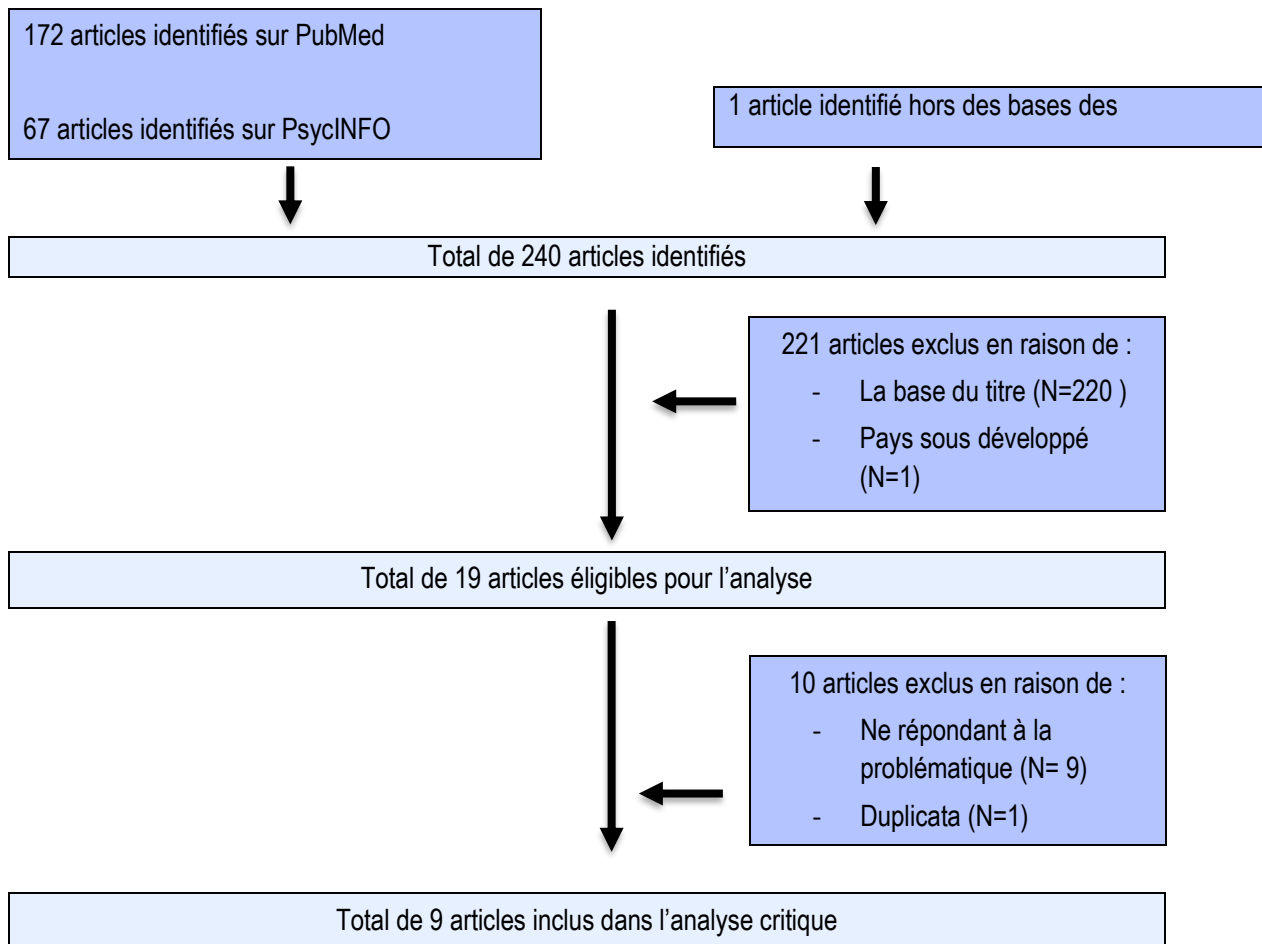 172 articles identifiés sur PubMed
67 articles identifiés sur PsycINFO
1 article identifié hors des bases des
Total de 240 articles identifiés
221 articles exclus en raison de :
- La base du titre (N=220 )
- Pays sous développé
(N=1)
Total de 19 articles éligibles pour l’analyse
10 articles exclus en raison de :
- Ne répondant à la
problématique (N= 9)
- Duplicata (N=1)
Total de 9 articles inclus dans l’analyse critique